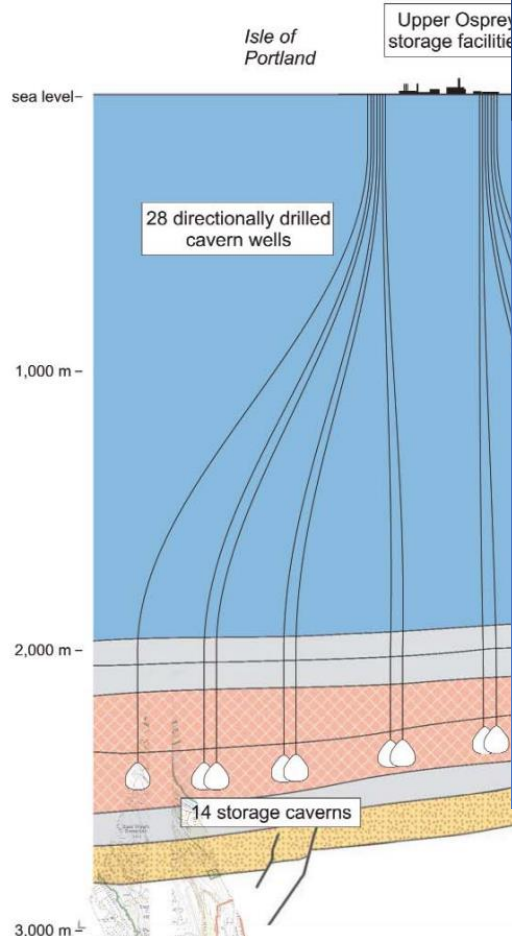 Isle of
Portland
Upper Osprey
storage facilitie
sea level
28 directionally drilled
cavern wells
1,000 m
2,000 m
14 storage caverns
3,000 m